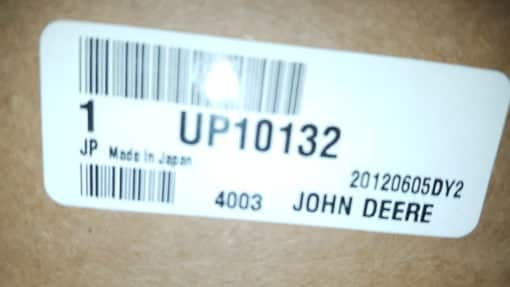 1 UP10132
JP Made in Japan
20120605DY2
4003 JOHN DEERE